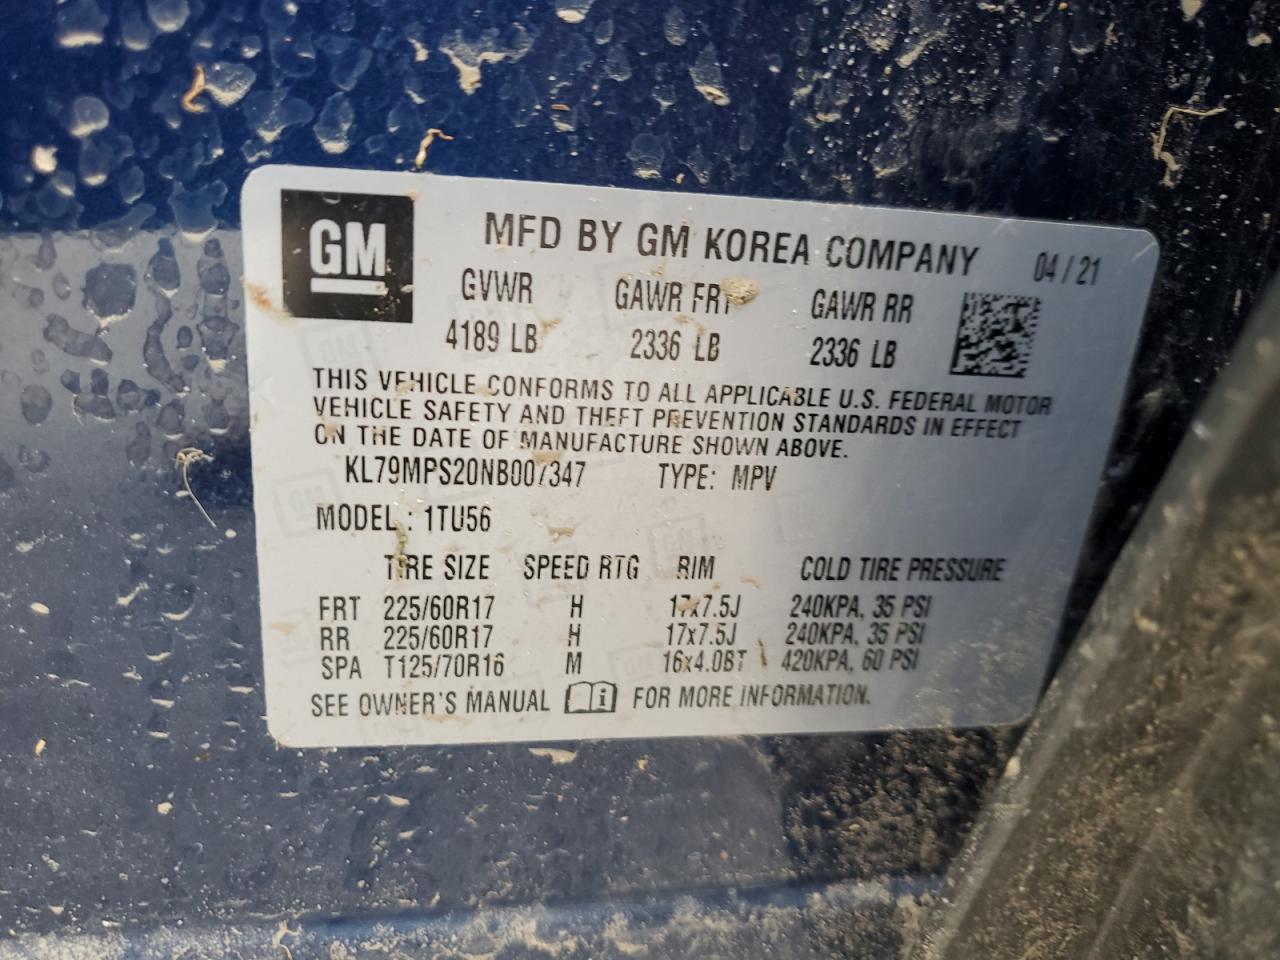 GM
MFD BY GM KOREA COMPANY 04/21
GVWR GAWR FRT GAWR RR
4189 LB 2336 LB 2336 LB
THIS VEHICLE CONFORMS TO ALL APPLICABLE U.S. FEDERAL MOTOR
VEHICLE SAFETY AND THEFT PREVENTION STANDARDS IN EFFECT
ON THE DATE OF MANUFACTURE SHOWN ABOVE.
KL79MPS20NB007347 TYPE: MPV
MODEL : 1TU56
TIRE SIZE SPEED RTG RIM COLD TIRE PRESSURE
FRT 225/60R17 H 17x7.5J 240KPA, 35 PSI
RR 225/60R17 H 17x7.5J 240KPA, 35 PSI
SPA T125/70R16 M 16x4.0BT 420KPA, 60 PSI
SEE OWNER'S MANUAL i FOR MORE INFORMATION.